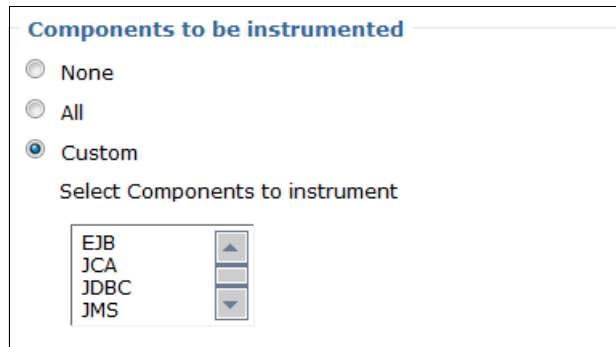 Components to be instrumented
None
All
Custom
Select Components to instrument
EJB
JCA
JDBC
JMS